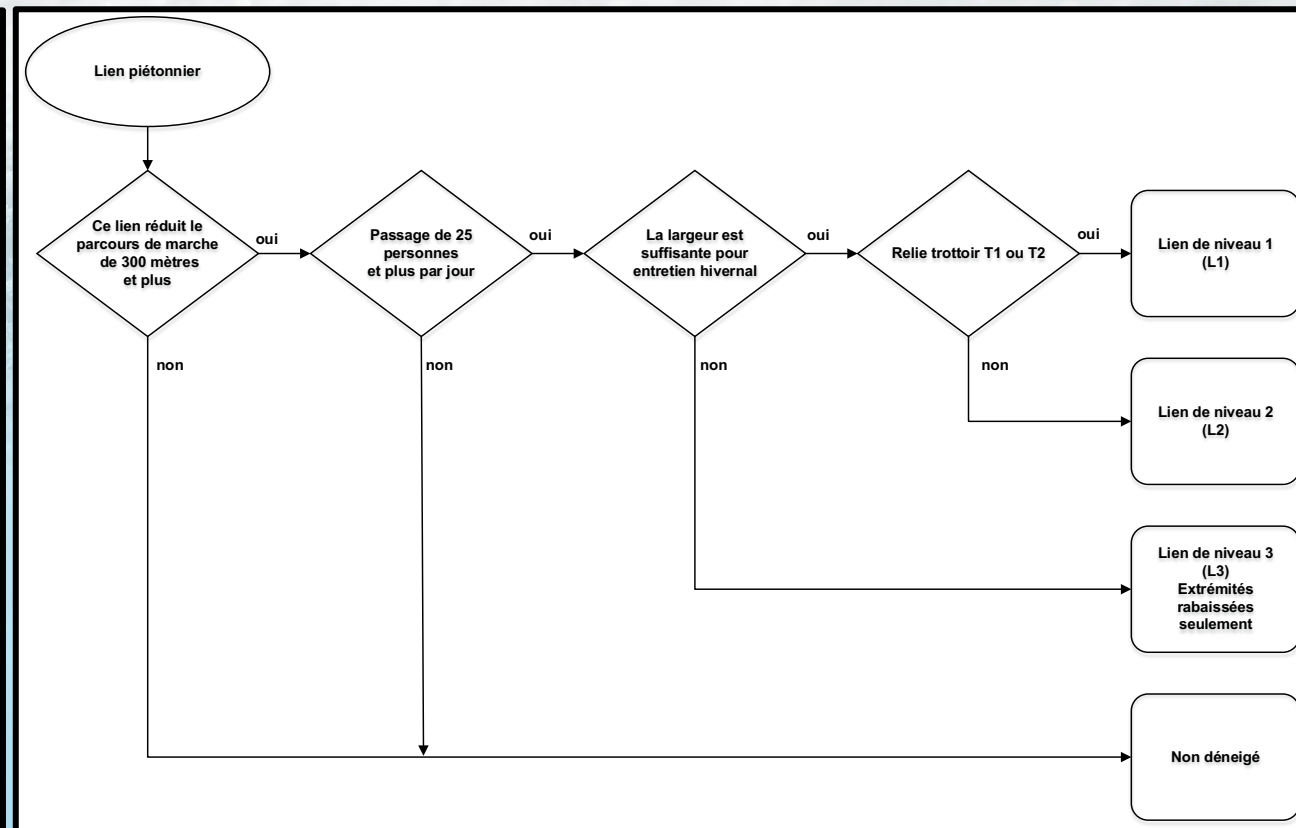 Lien piétonnier
Ce lien réduit le
parcours de marche
de 300 mètres
et plus
oui
Passage de 25
personnes
et plus par jour
oui
La largeur est
suffisante pour
entretien hivernal
oui
Relie trottoir T1 ou T2
oui
Lien de niveau 1
(L1)
non
non
non
non
Lien de niveau 2
(L2)
Lien de niveau 3
(L3)
Extrémités
rabaissées
seulement
Non déneigé